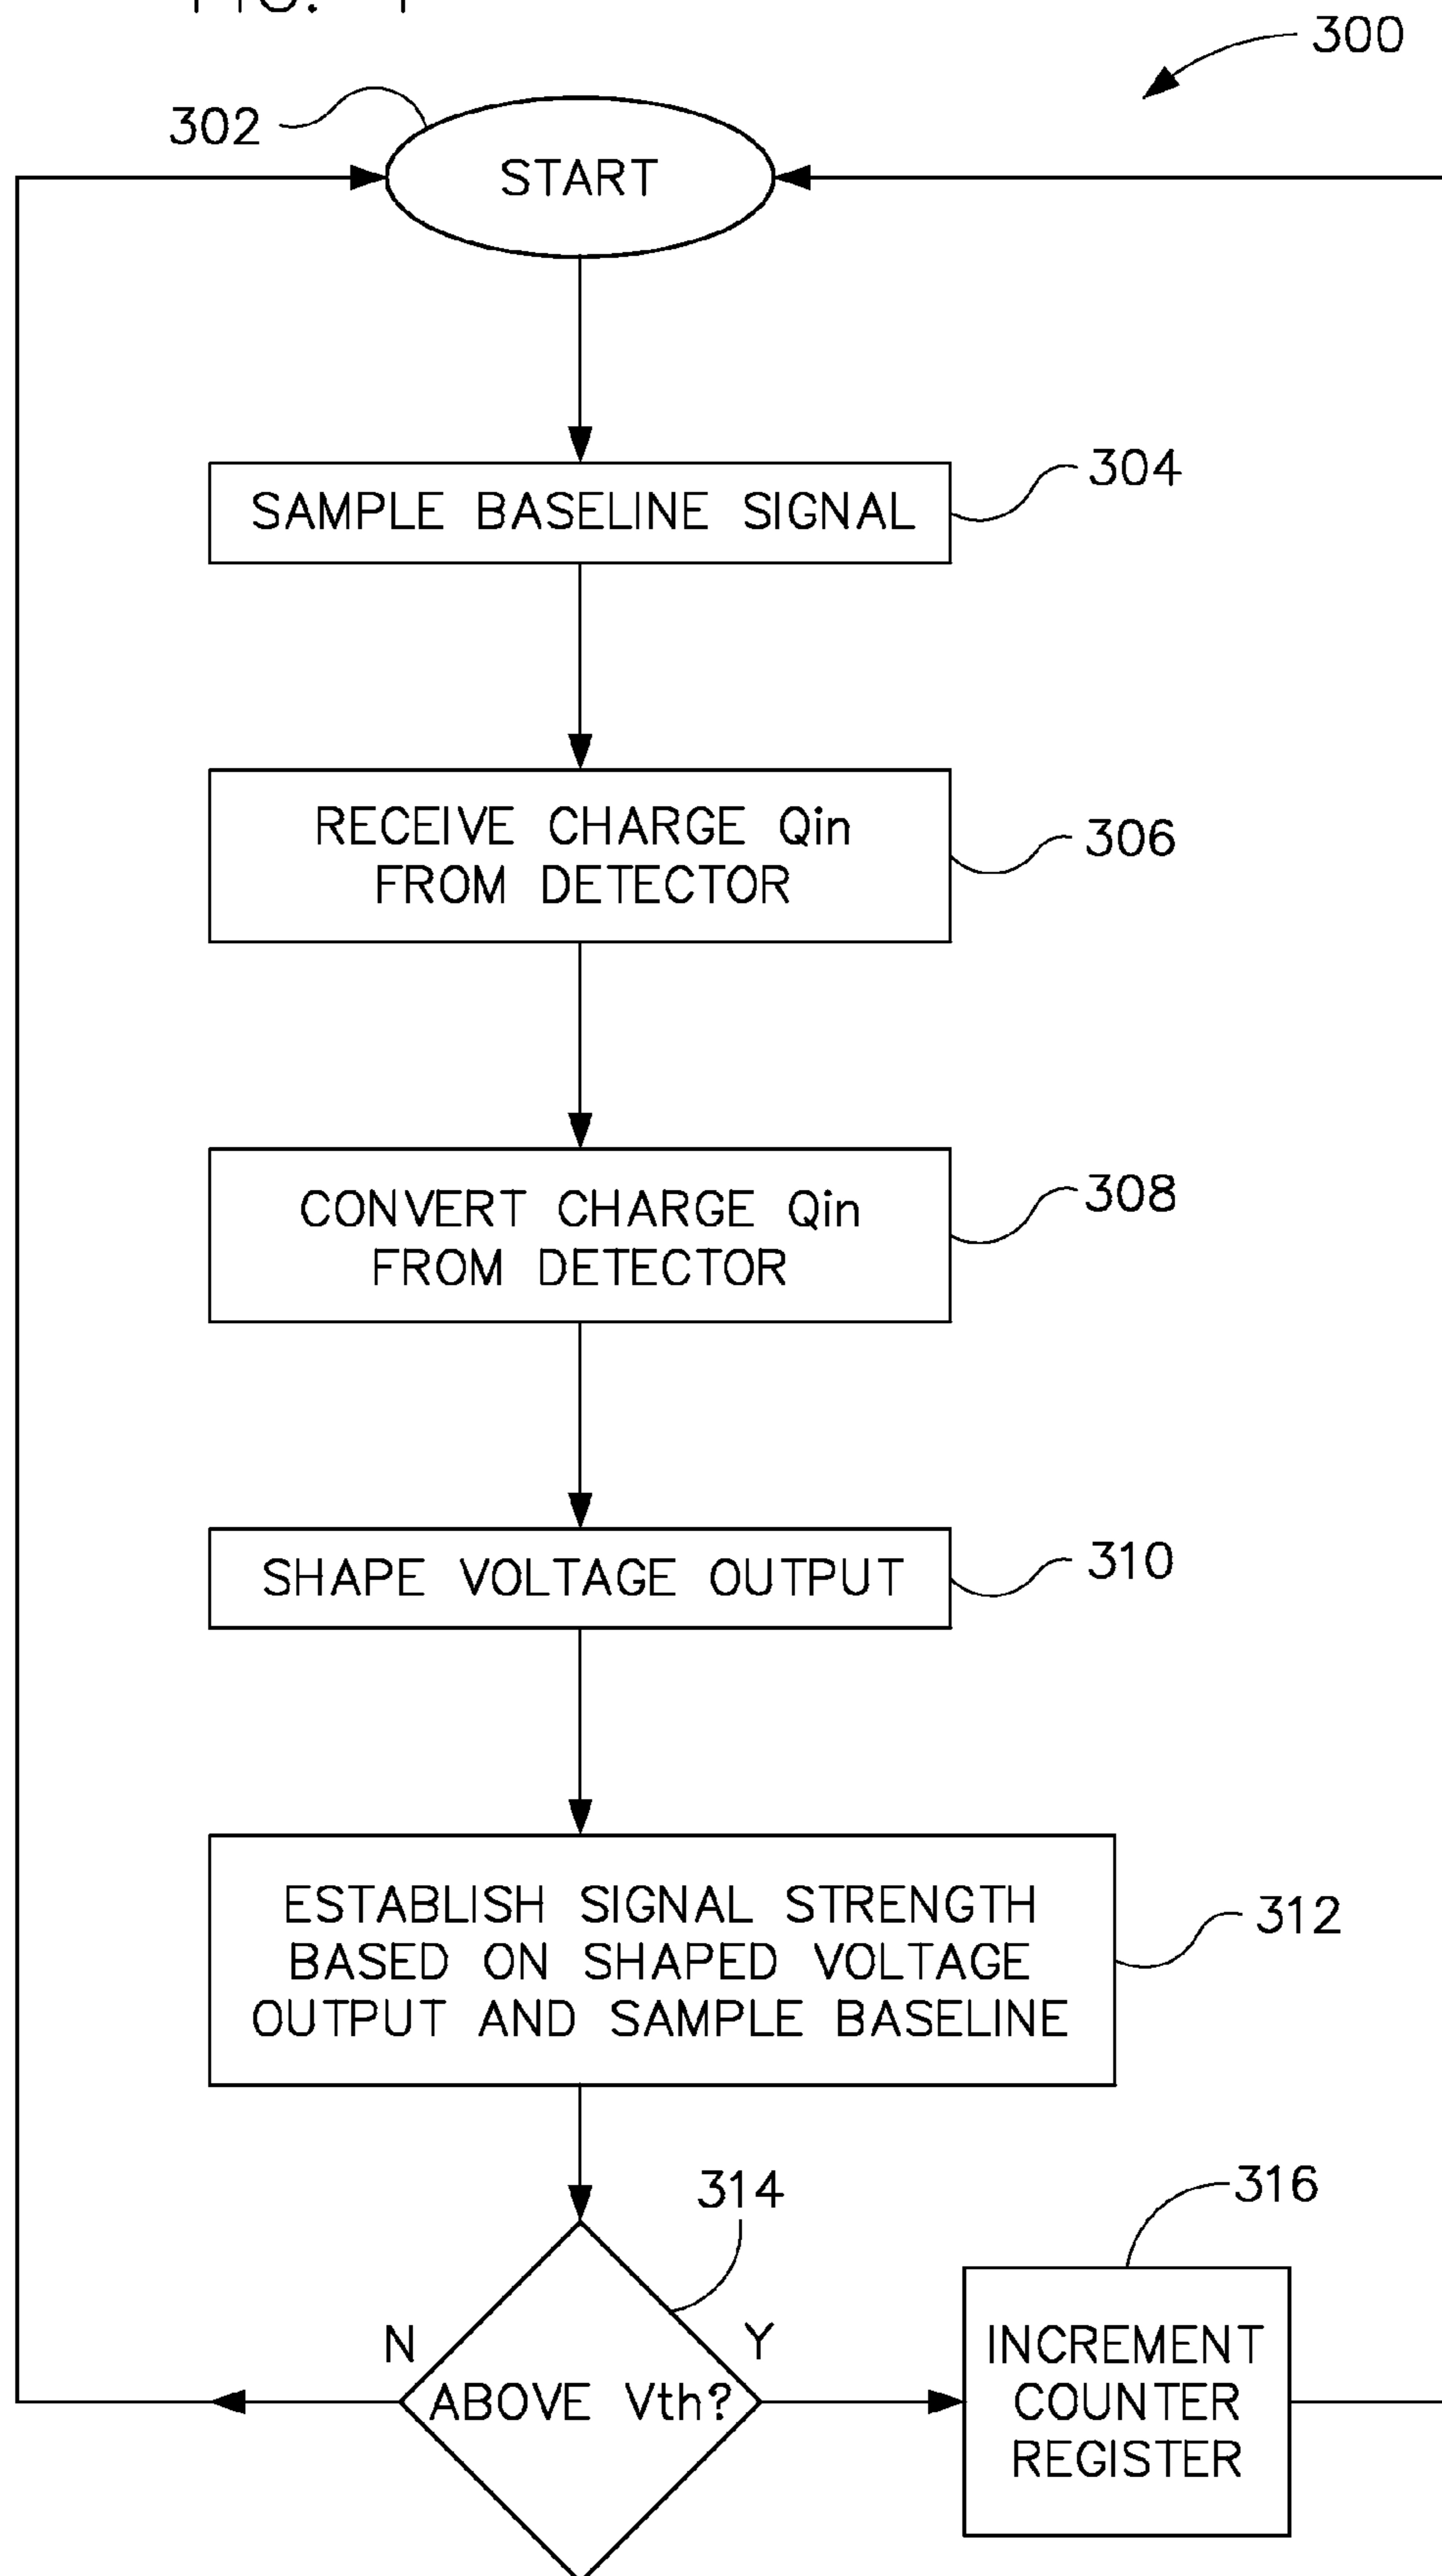 300
302
START
304
SAMPLE BASELINE SIGNAL
RECEIVE CHARGE Qin
FROM DETECTOR
306
CONVERT CHARGE Qin
FROM DETECTOR
308
SHAPE VOLTAGE OUTPUT
310
ESTABLISH SIGNAL STRENGTH
BASED ON SHAPED VOLTAGE
OUTPUT AND SAMPLE BASELINE
312
314
316
N
Y
ABOVE Vth?
INCREMENT
COUNTER
REGISTER